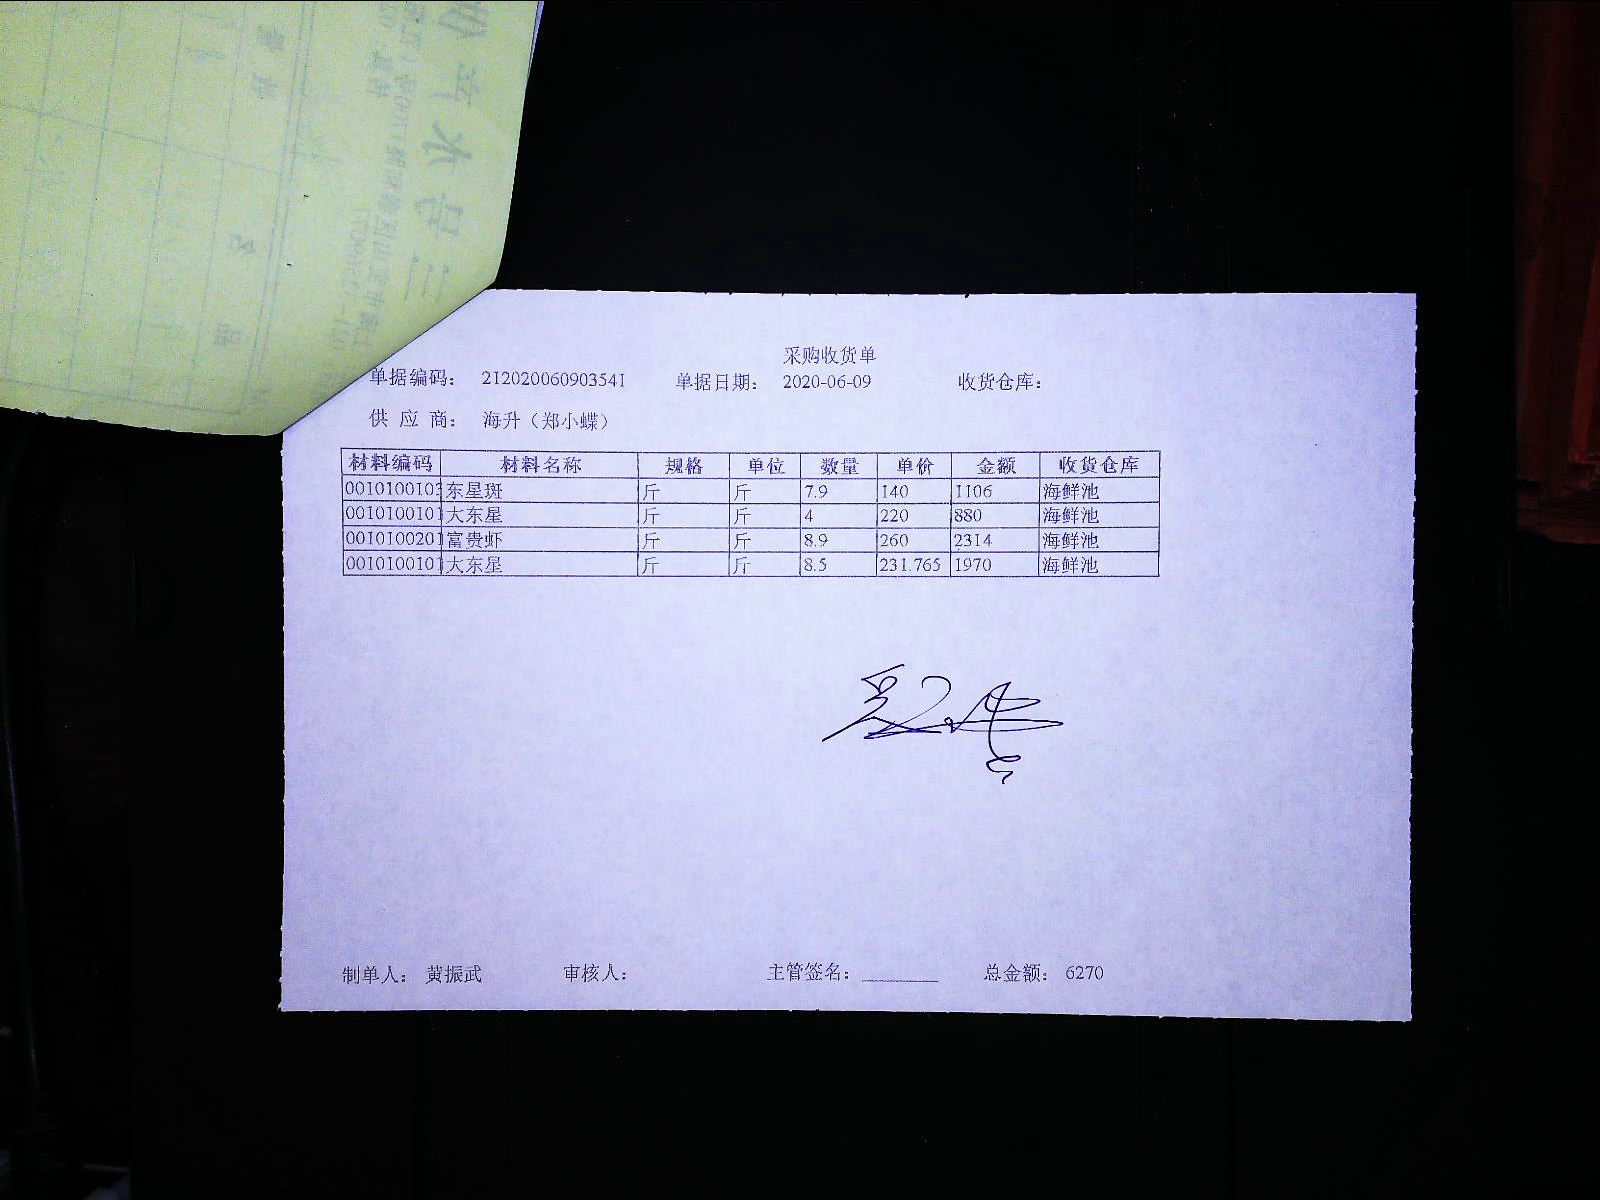 采购收货单
单据编码： 212020060903541 单据日期： 2020-06-09 收货仓库：
供应商： 海升（郑小蝶）
材料编码 材料名称 规格 单位 数量 单价 金额 收货仓库
0010100103 东星斑 斤 斤 7.9 140 1106 海鲜池
0010100101 大东星 斤 斤 4 220 880 海鲜池
0010100201 富贵虾 斤 斤 8.9 260 2314 海鲜池
0010100101 大东星 斤 斤 8.5 231.765 1970 海鲜池
制单人： 黄振武 审核人： 主管签名： 总金额： 6270